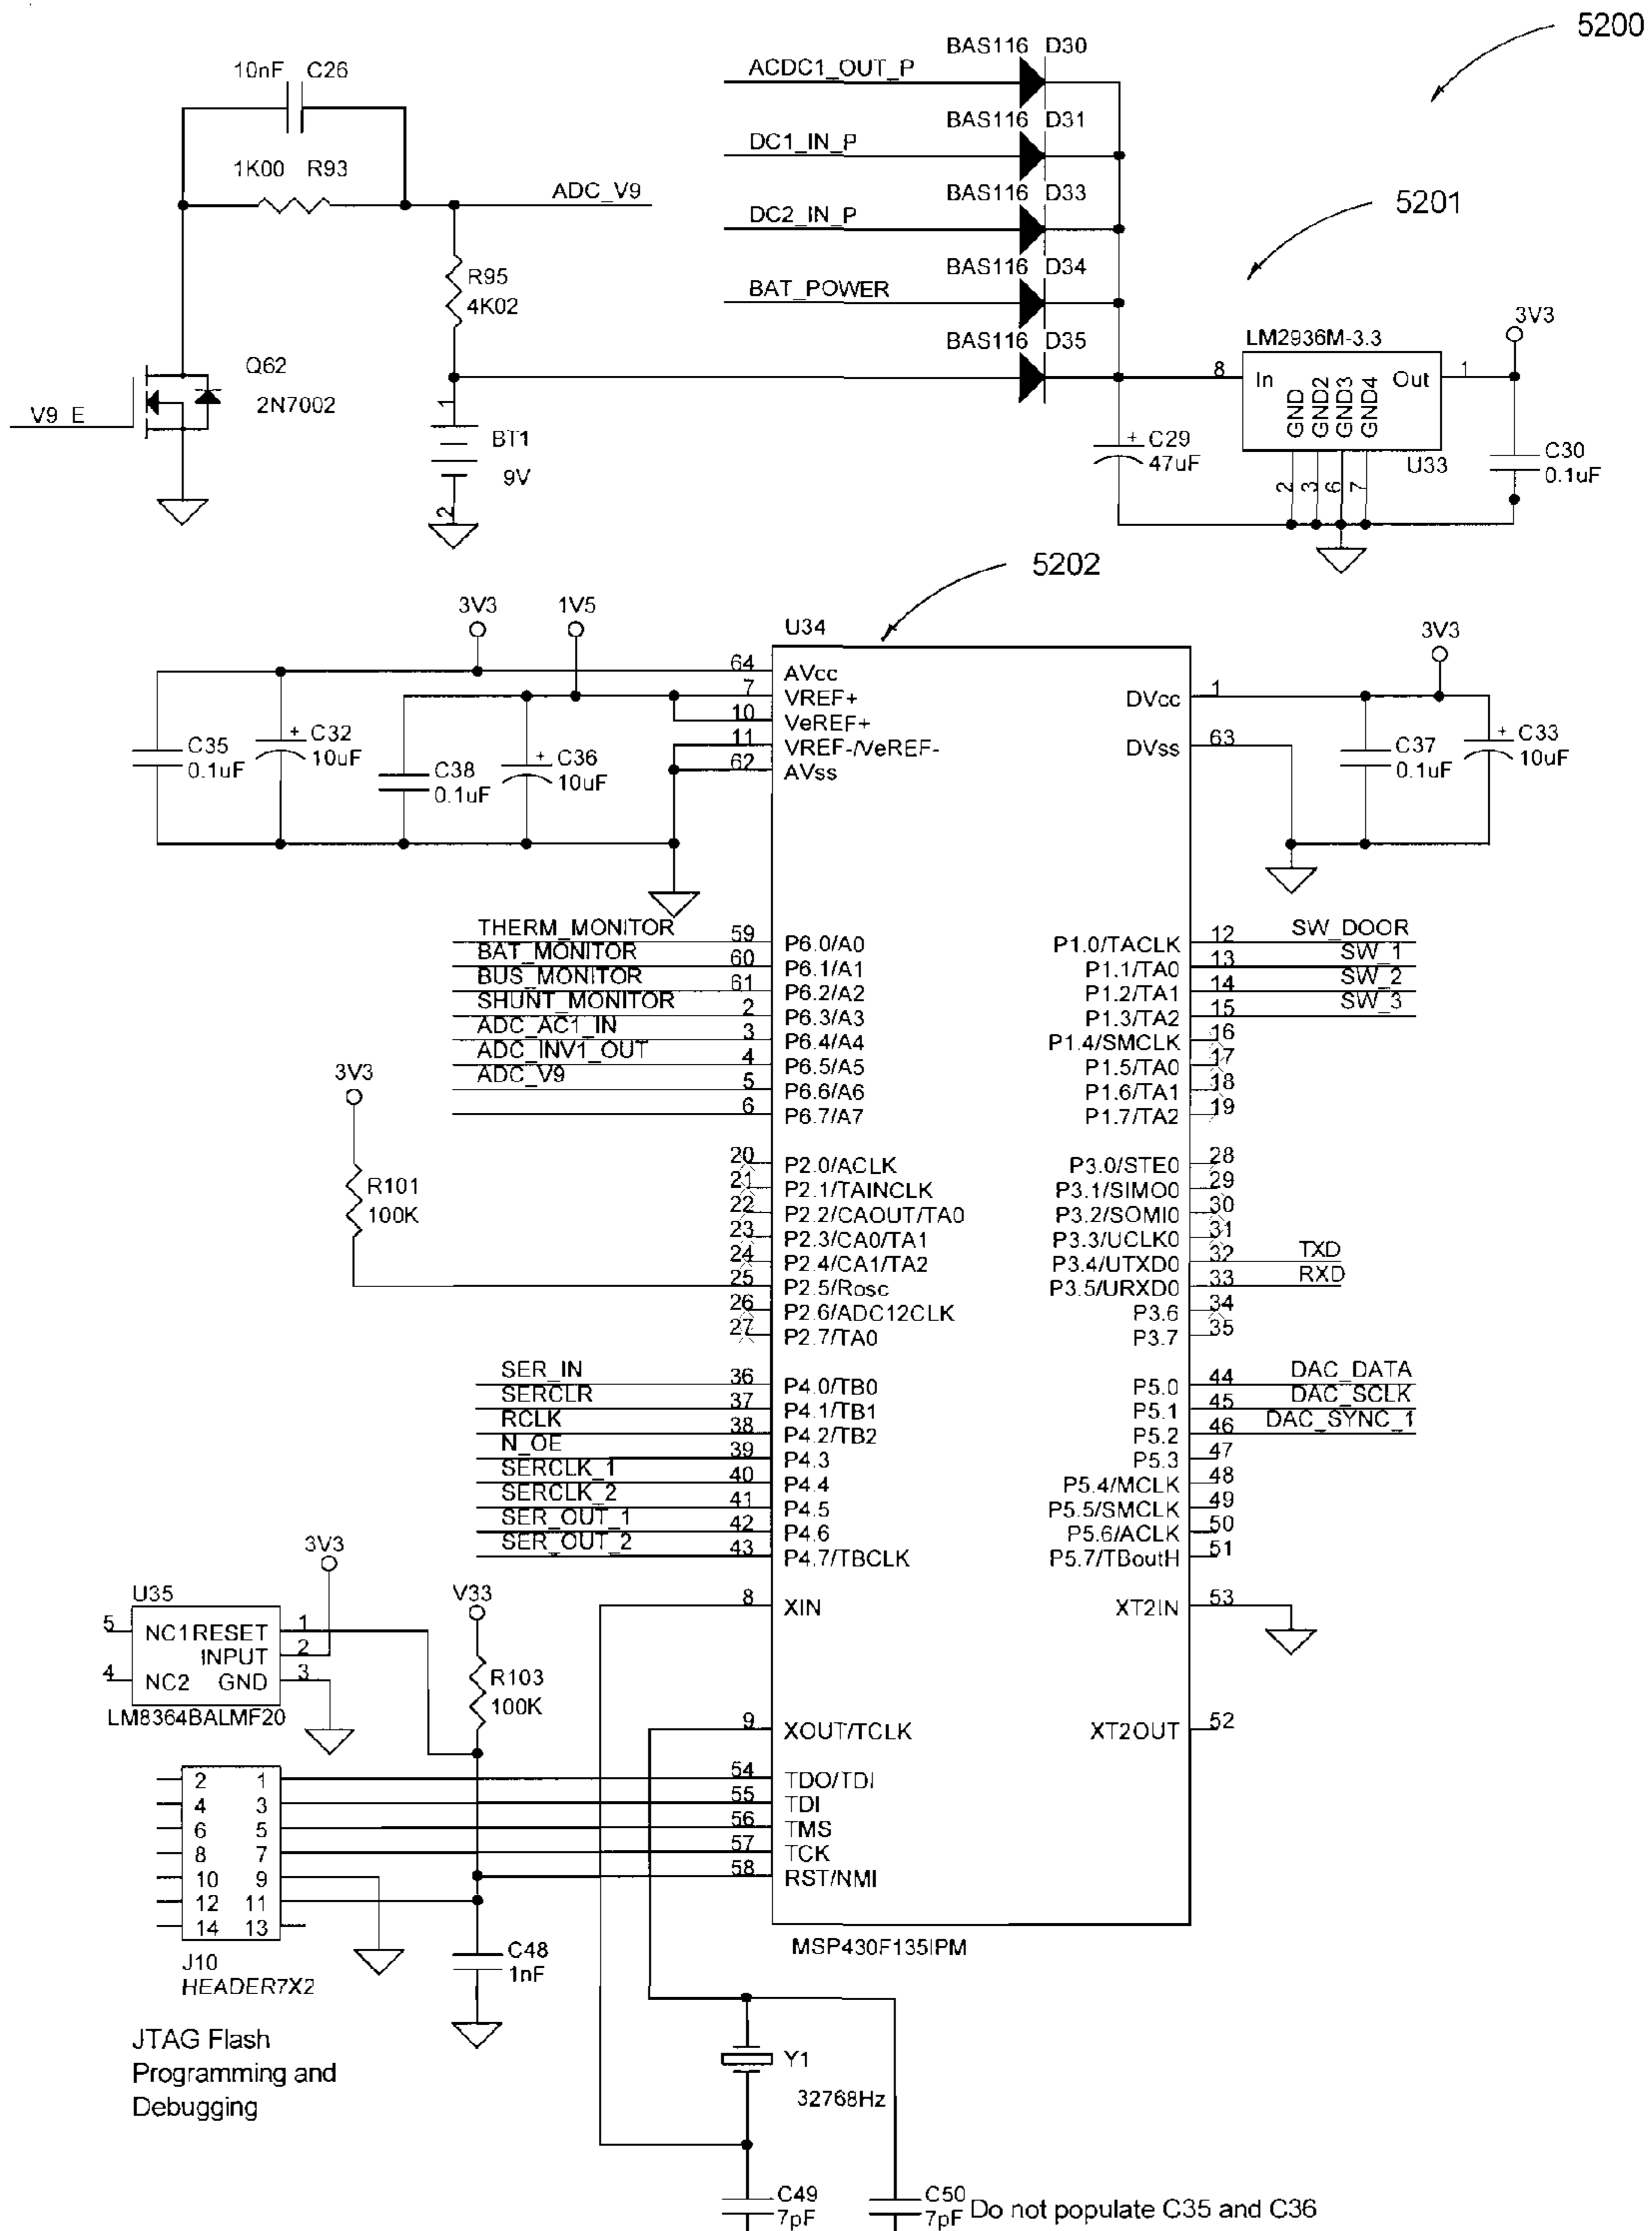 5200
BAS116 D30
ACDC1_OUT_P
10nF C26
BAS116 D31
DC1_IN_P
1K00 R93
ADC_V9
BAS116 D33
DC2_IN_P
5201
R95
4K02
BAS116 D34
BAT_POWER
BAS116 D35
3V3
LM2936M-3.3
8 In Out 1
GND
GND2
GND3
GND4
U33
2 3 6 7
Q62
2N7002
V9_E
1
BT1
9V
2
C29
47uF
+
C30
0.1uF
5202
3V3 1V5
U34
3V3
64 AVcc
7 VREF+
10 VeREF+
11 VREF-/VeREF-
62 AVss
DVcc 1
DVss 63
C35
0.1uF
+ C32
10uF
C38
0.1uF
+ C36
10uF
C37
0.1uF
+ C33
10uF
THERM_MONITOR 59 P6.0/A0
BAT_MONITOR 60 P6.1/A1
BUS_MONITOR 61 P6.2/A2
SHUNT_MONITOR 2 P6.3/A3
ADC_AC1_IN 3 P6.4/A4
ADC_INV1_OUT 4 P6.5/A5
ADC_V9 5 P6.6/A6
6 P6.7/A7
P1.0/TACLK 12 SW_DOOR
P1.1/TA0 13 SW_1
P1.2/TA1 14 SW_2
P1.3/TA2 15 SW_3
P1.4/SMCLK 16
P1.5/TA0 17
P1.6/TA1 18
P1.7/TA2 19
3V3
R101
100K
20 P2.0/ACLK
21 P2.1/TAINCLK
22 P2.2/CAOUT/TA0
23 P2.3/CA0/TA1
24 P2.4/CA1/TA2
25 P2.5/Rosc
26 P2.6/ADC12CLK
27 P2.7/TA0
P3.0/STE0 28
P3.1/SIMO0 29
P3.2/SOMI0 30
P3.3/UCLK0 31
P3.4/UTXD0 32 TXD
P3.5/URXD0 33 RXD
P3.6 34
P3.7 35
SER_IN 36 P4.0/TB0
SERCLR 37 P4.1/TB1
RCLK 38 P4.2/TB2
N_OE 39 P4.3
SERCLK_1 40 P4.4
SERCLK_2 41 P4.5
SER_OUT_1 42 P4.6
SER_OUT_2 43 P4.7/TBCLK
P5.0 44 DAC_DATA
P5.1 45 DAC_SCLK
P5.2 46 DAC_SYNC_1
P5.3 47
P5.4/MCLK 48
P5.5/SMCLK 49
P5.6/ACLK 50
P5.7/TBoutH 51
8 XIN
XT2IN 53
9 XOUT/TCLK
XT2OUT 52
3V3
U35
5 NC1 RESET 1
INPUT 2
4 NC2 GND 3
LM8364BALMF20
V33
R103
100K
54 TDO/TDI
55 TDI
56 TMS
57 TCK
58 RST/NMI
2 1
4 3
6 5
8 7
10 9
12 11
14 13
J10
HEADER7X2
C48
1nF
MSP430F135IPM
JTAG Flash
Programming and
Debugging
Y1
32768Hz
C49
7pF
C50
7pF
Do not populate C35 and C36